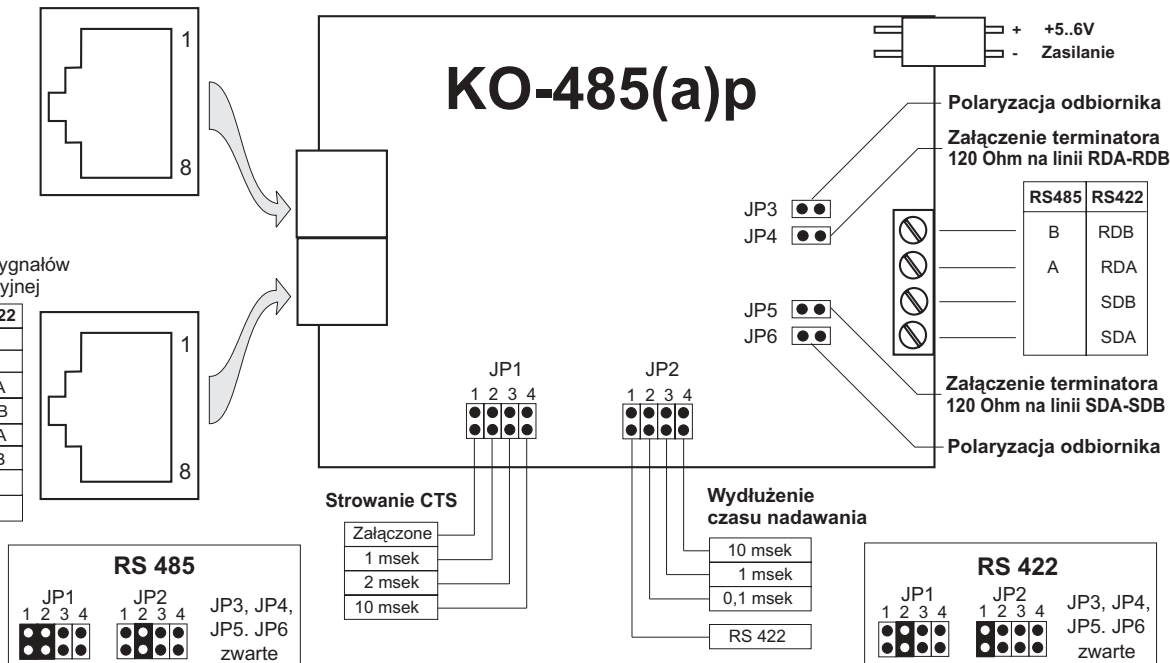 1
8
KO-485(a)p
+ +5..6V
- Zasilanie
Polaryzacja odbiornika
Załączenie terminatora
120 Ohm na linii RDA-RDB
JP3
JP4
RS485 RS422
B RDB
A RDA
SDB
SDA
JP5
JP6
Załączenie terminatora
120 Ohm na linii SDA-SDB
Polaryzacja odbiornika
1
8
JP1
1 2 3 4
JP2
1 2 3 4
Strowanie CTS
Załączone
1 msek
2 msek
10 msek
Wydłużenie
czasu nadawania
10 msek
1 msek
0,1 msek
RS 422
RS 485
JP1
1 2 3 4
JP2
1 2 3 4
JP3, JP4,
JP5. JP6
zwarte
RS 422
JP1
1 2 3 4
JP2
1 2 3 4
JP3, JP4,
JP5. JP6
zwarte